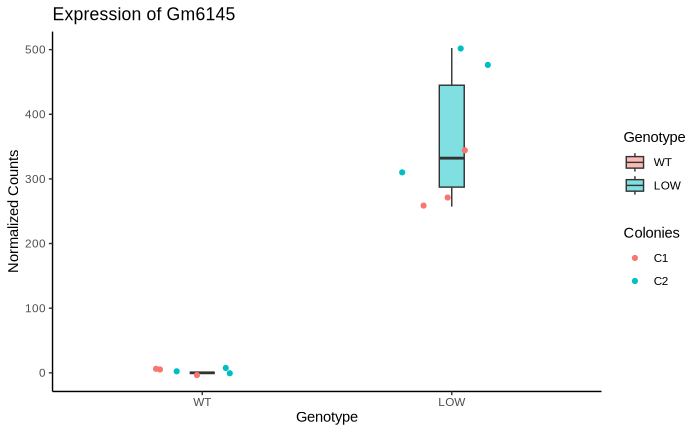 Expression of Gm6145
500
400
300
200
100
0
Normalized Counts
WT
LOW
Genotype
Genotype
WT
LOW
Colonies
C1
C2